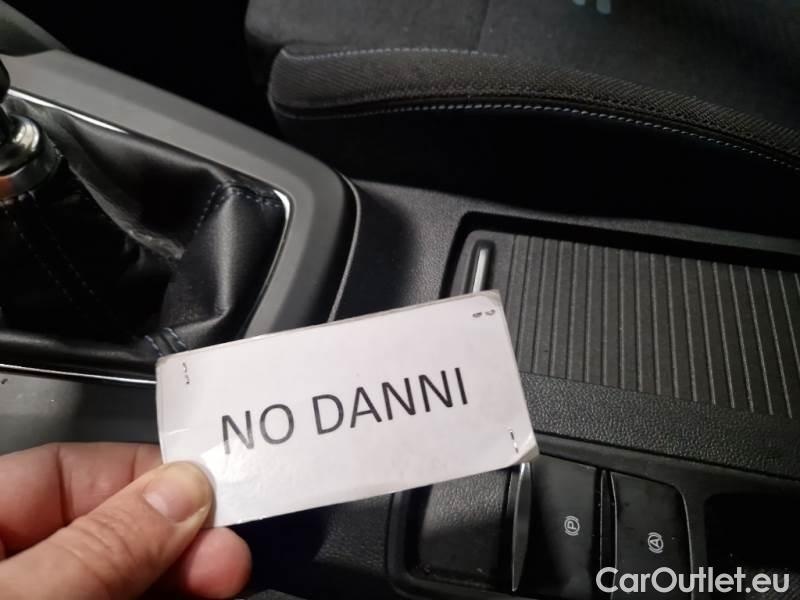 NO DANNI
(P)
(A)
CarOutlet.eu